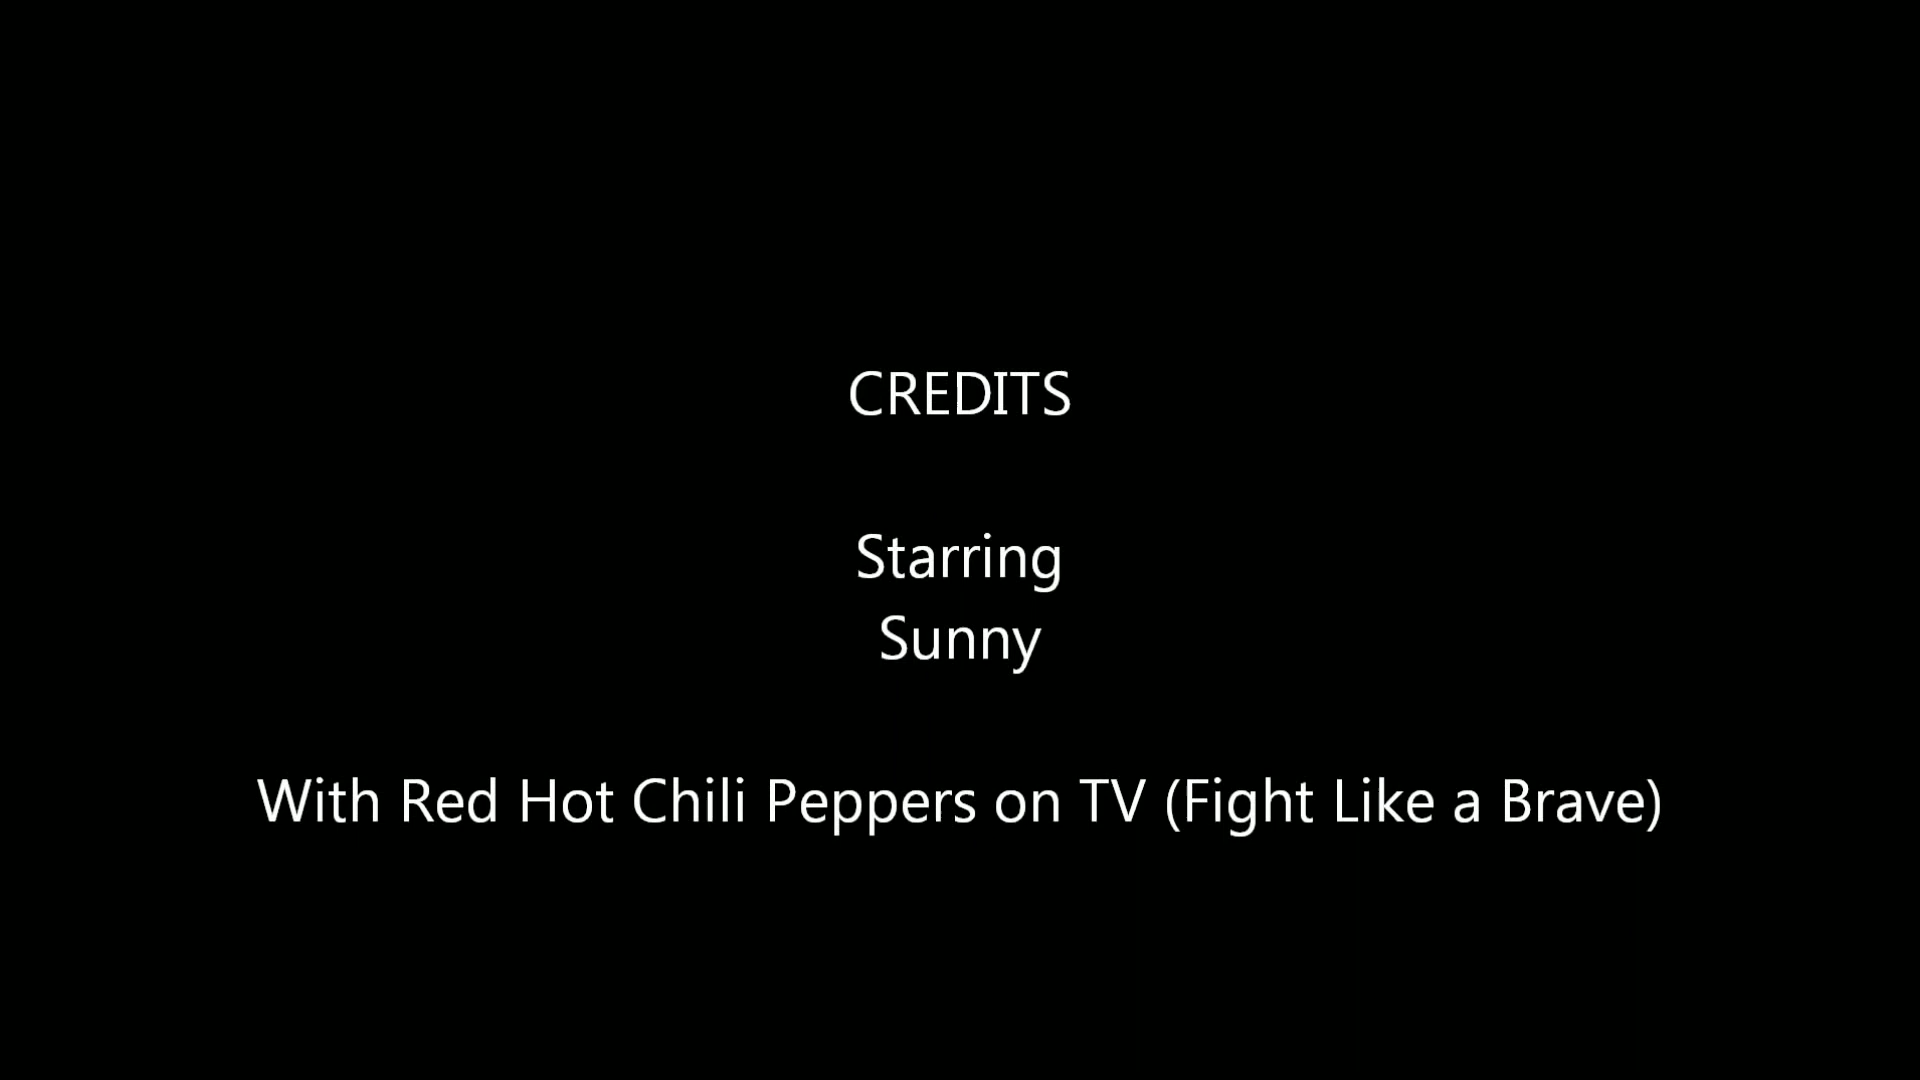 CREDITS
Starring
Sunny
With Red Hot Chili Peppers on TV (Fight Like a Brave)